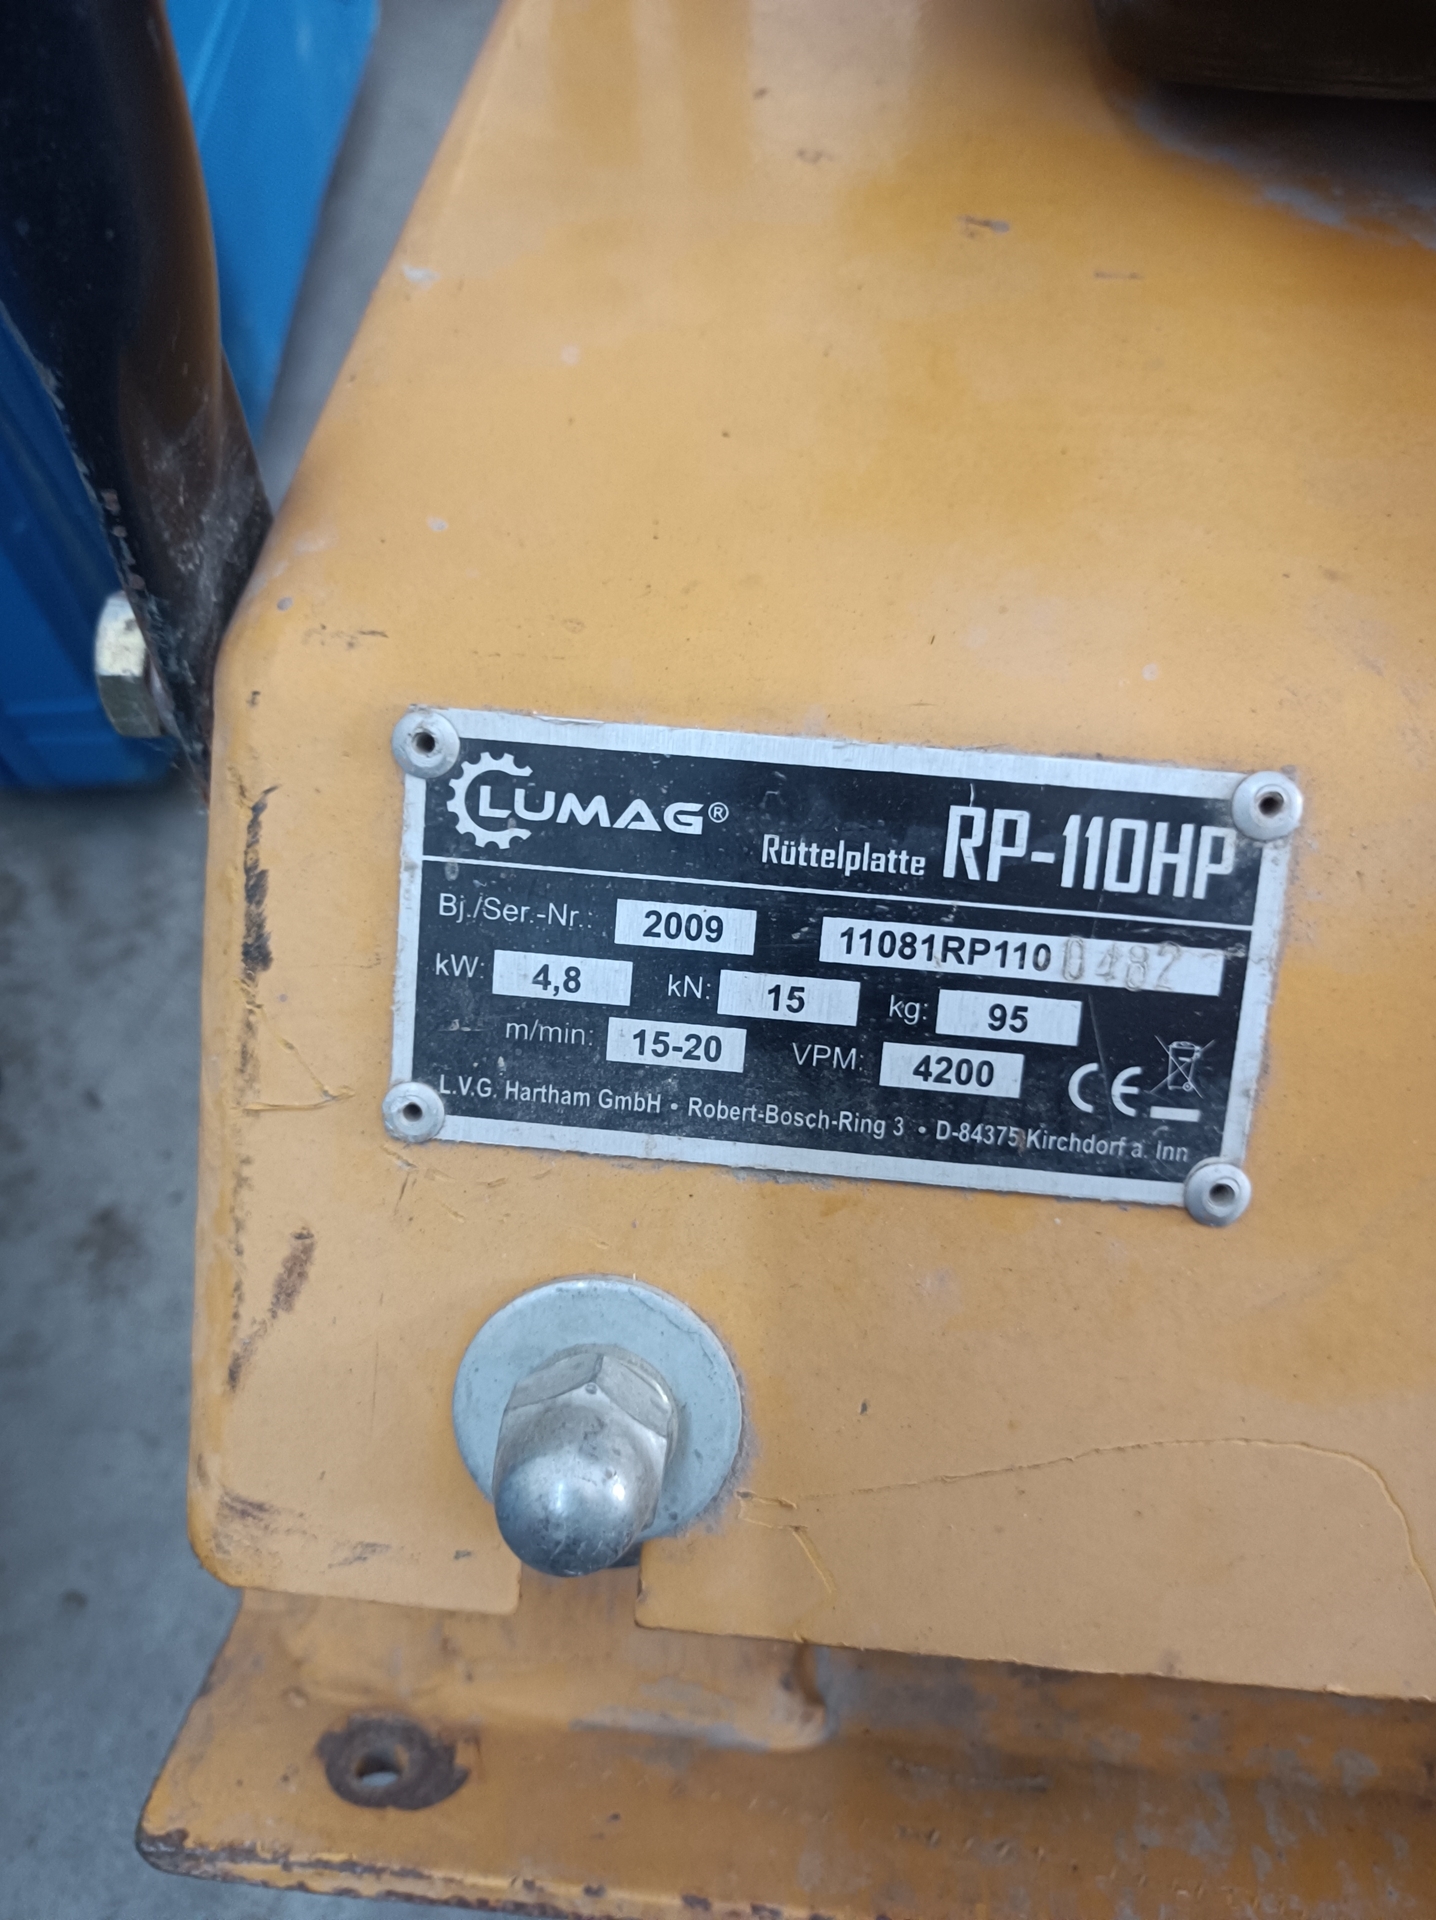 LUMAG®
Rüttelplatte RP-110HP
Bj./Ser.-Nr.: 2009 11081RP110 0482
kW: 4,8 kN: 15 kg: 95
m/min: 15-20 VPM: 4200 CE
L.V.G. Hartham GmbH • Robert-Bosch-Ring 3 • D-84375 Kirchdorf a. Inn